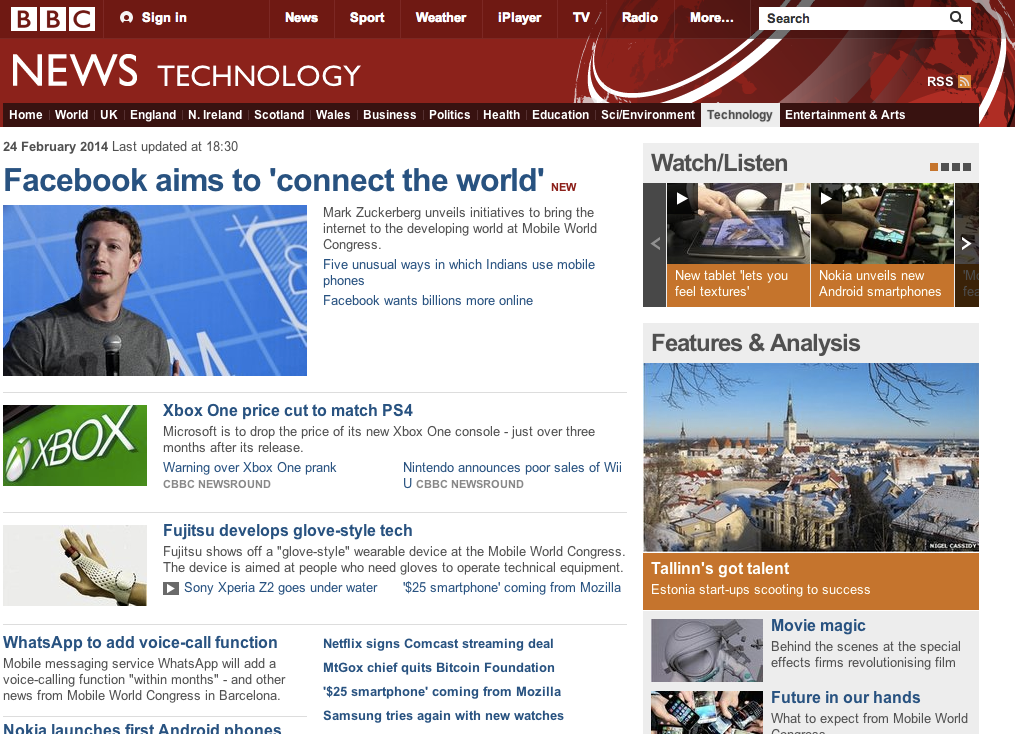 BBC Sign in News Sport Weather iPlayer TV Radio More... Search
NEWS TECHNOLOGY
RSS
Home World UK England N. Ireland Scotland Wales Business Politics Health Education Sci/Environment Technology Entertainment & Arts
24 February 2014 Last updated at 18:30
Facebook aims to 'connect the world' NEW
Mark Zuckerberg unveils initiatives to bring the
internet to the developing world at Mobile World
Congress.
Five unusual ways in which Indians use mobile
phones
Facebook wants billions more online
XBOX
Xbox One price cut to match PS4
Microsoft is to drop the price of its new Xbox One console - just over three
months after its release.
Warning over Xbox One prank
CBBC NEWSROUND
Nintendo announces poor sales of Wii
U CBBC NEWSROUND
Fujitsu develops glove-style tech
Fujitsu shows off a "glove-style" wearable device at the Mobile World Congress.
The device is aimed at people who need gloves to operate technical equipment.
Sony Xperia Z2 goes under water
'$25 smartphone' coming from Mozilla
WhatsApp to add voice-call function
Mobile messaging service WhatsApp will add a
voice-calling function "within months" - and other
news from Mobile World Congress in Barcelona.
Nokia launches first Android phones
Netflix signs Comcast streaming deal
MtGox chief quits Bitcoin Foundation
'$25 smartphone' coming from Mozilla
Samsung tries again with new watches
Watch/Listen
New tablet 'lets you
feel textures'
Nokia unveils new
Android smartphones
Features & Analysis
NIGEL CASSIDY
Tallinn's got talent
Estonia start-ups scooting to success
Movie magic
Behind the scenes at the special
effects firms revolutionising film
Future in our hands
What to expect from Mobile World
Congress